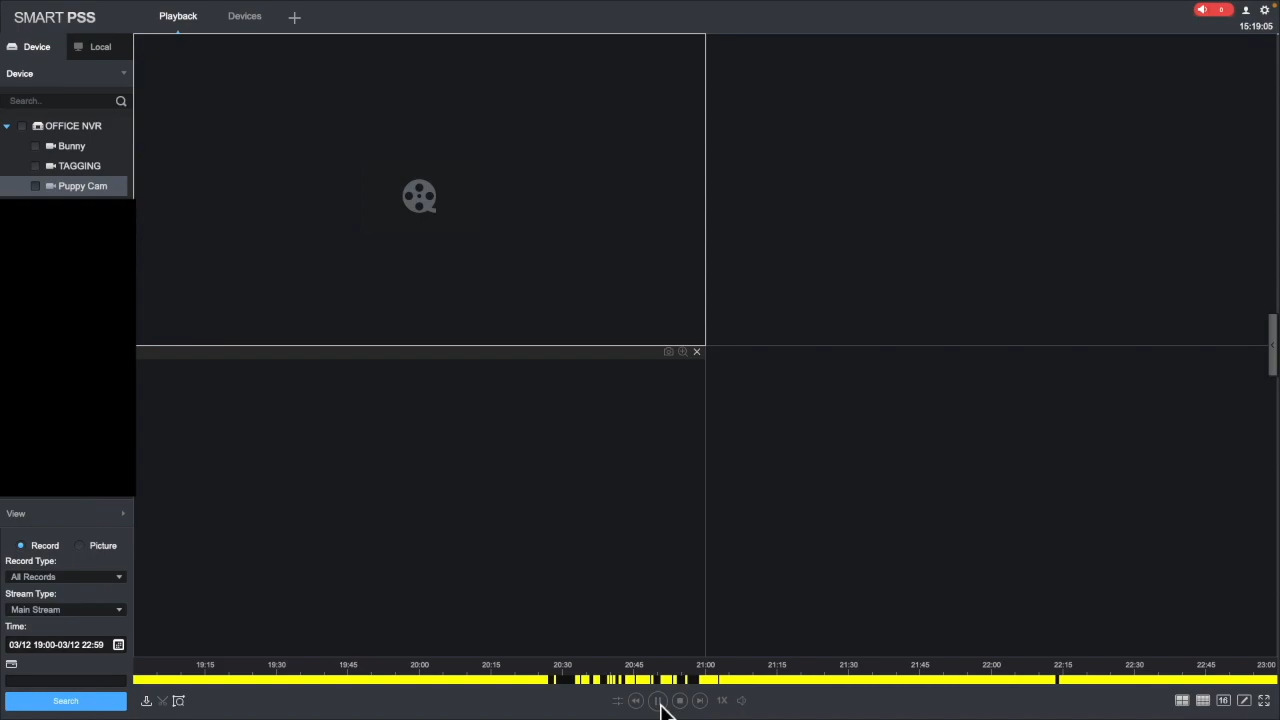 SMART PSS
Playback
Devices
0
15:19:05
Device
Local
Device
Search..
OFFICE NVR
Bunny
TAGGING
Puppy Cam
View
Record
Picture
Record Type:
All Records
Stream Type:
Main Stream
Time:
03/12 19:00-03/12 22:59
Search
19:15 19:30 19:45 20:00 20:15 20:30 20:45 21:00 21:15 21:30 21:45 22:00 22:15 22:30 22:45 23:00
1X
16